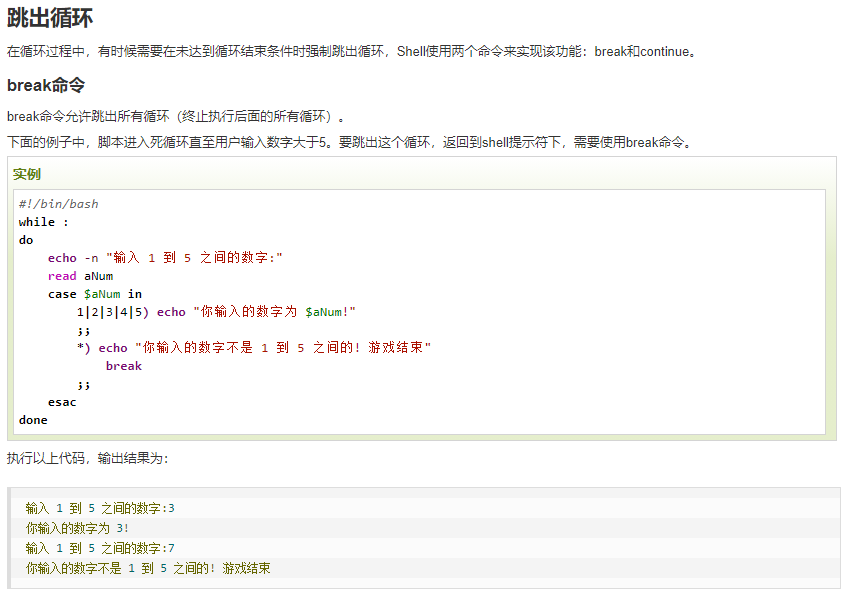 跳出循环
在循环过程中，有时候需要在未达到循环结束条件时强制跳出循环，Shell使用两个命令来实现该功能：break和continue。
break命令
break命令允许跳出所有循环（终止执行后面的所有循环）。
下面的例子中，脚本进入死循环直至用户输入数字大于5。要跳出这个循环，返回到shell提示符下，需要使用break命令。
实例
#!/bin/bash
while :
do
    echo -n "输入 1 到 5 之间的数字:"
    read aNum
    case $aNum in
        1|2|3|4|5) echo "你输入的数字为 $aNum!"
        ;;
        *) echo "你输入的数字不是 1 到 5 之间的! 游戏结束"
            break
        ;;
    esac
done
执行以上代码，输出结果为：
输入 1 到 5 之间的数字:3
你输入的数字为 3!
输入 1 到 5 之间的数字:7
你输入的数字不是 1 到 5 之间的! 游戏结束